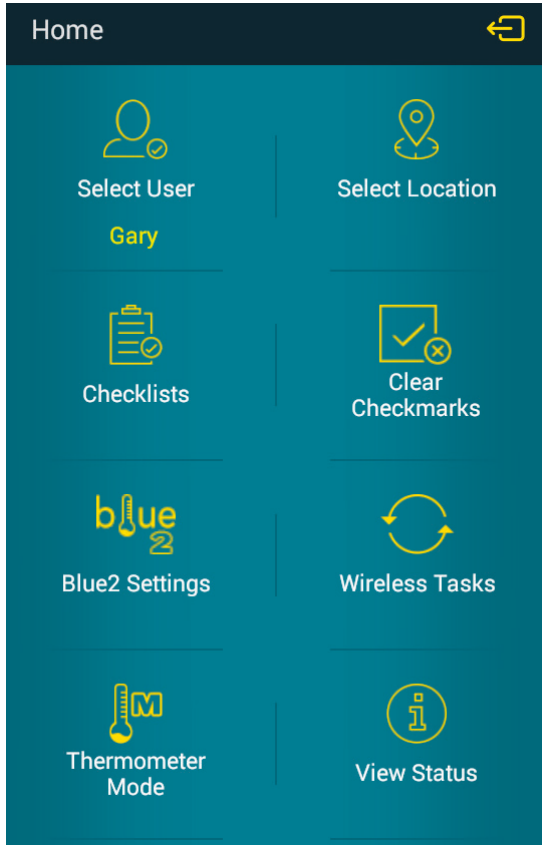 Home
Select User
Select Location
Gary
Checklists
Clear
Checkmarks
blue
2
Blue2 Settings
Wireless Tasks
M
Thermometer
Mode
i
View Status